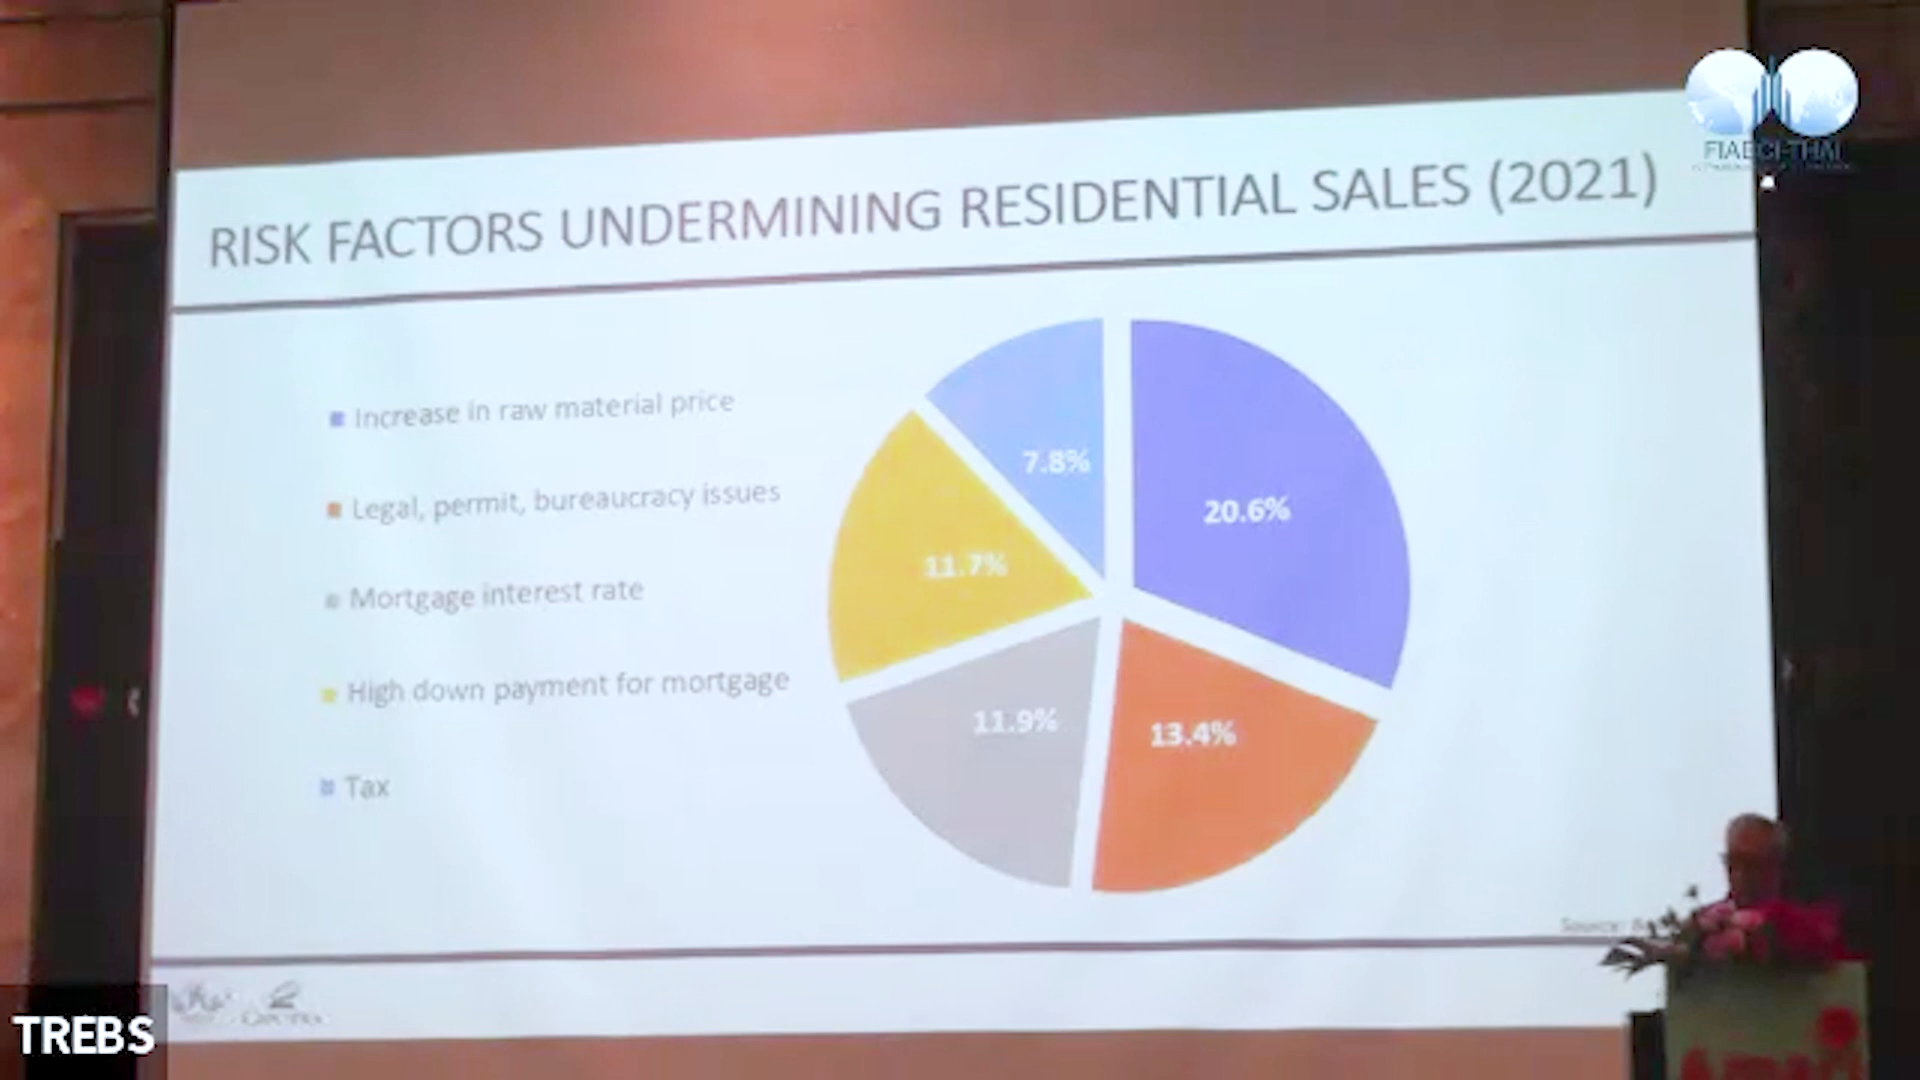 FIABCI-THAI
RISK FACTORS UNDERMINING RESIDENTIAL SALES (2021)
Increase in raw material price
Legal, permit, bureaucracy issues
Mortgage interest rate
High down payment for mortgage
Tax
7.8%
20.6%
11.7%
11.9%
13.4%
Source:
TREBS